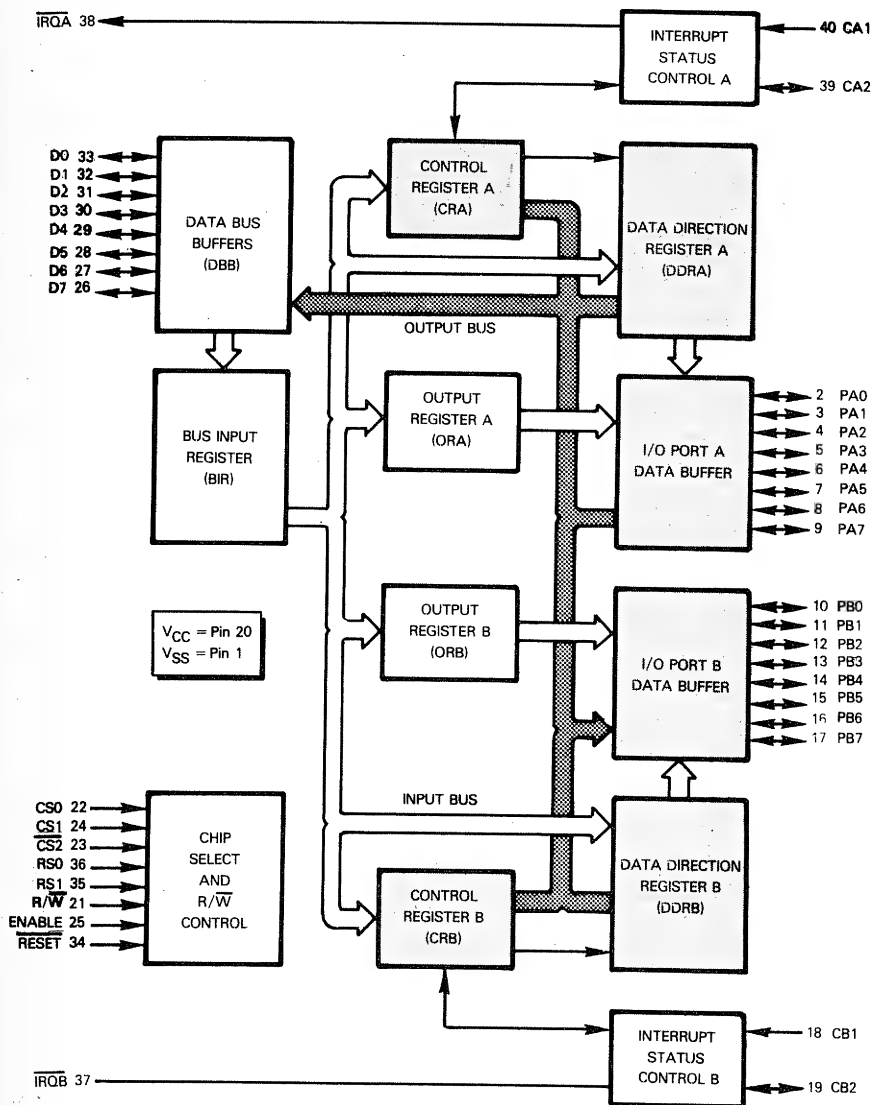 I̅R̅Q̅A̅ 38
40 CA1
INTERRUPT
STATUS
CONTROL A
39 CA2
D0 33
D1 32
D2 31
D3 30
D4 29
D5 28
D6 27
D7 26
DATA BUS
BUFFERS
(DBB)
CONTROL
REGISTER A
(CRA)
DATA DIRECTION
REGISTER A
(DDRA)
OUTPUT BUS
BUS INPUT
REGISTER
(BIR)
OUTPUT
REGISTER A
(ORA)
I/O PORT A
DATA BUFFER
2 PA0
3 PA1
4 PA2
5 PA3
6 PA4
7 PA5
8 PA6
9 PA7
VCC = Pin 20
VSS = Pin 1
OUTPUT
REGISTER B
(ORB)
I/O PORT B
DATA BUFFER
10 PB0
11 PB1
12 PB2
13 PB3
14 PB4
15 PB5
16 PB6
17 PB7
INPUT BUS
CS0 22
CS1 24
C̅S̅2̅ 23
RS0 36
RS1 35
R/W̅ 21
ENABLE 25
R̅E̅S̅E̅T̅ 34
CHIP
SELECT
AND
R/W̅
CONTROL
CONTROL
REGISTER B
(CRB)
DATA DIRECTION
REGISTER B
(DDRB)
INTERRUPT
STATUS
CONTROL B
18 CB1
19 CB2
I̅R̅Q̅B̅ 37